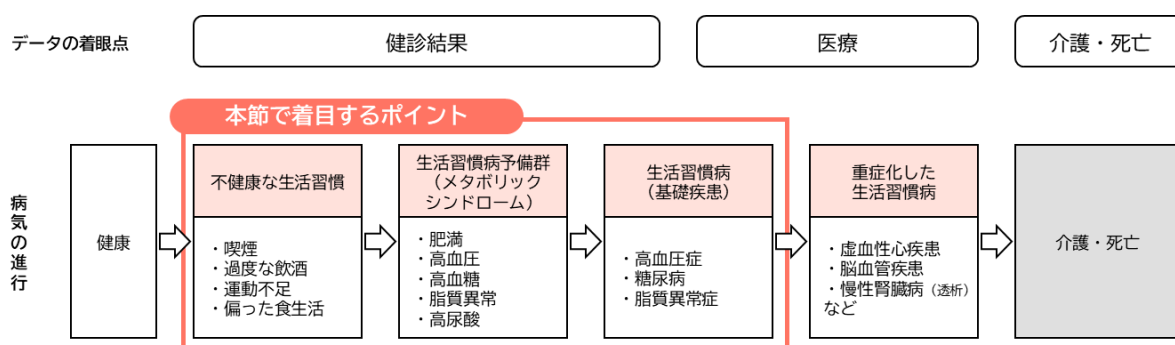 データの着眼点
健診結果
医療
介護・死亡
本節で着目するポイント
病気の進行
健康
不健康な生活習慣
・喫煙
・過度な飲酒
・運動不足
・偏った食生活
生活習慣病予備群
（メタボリック
シンドローム）
・肥満
・高血圧
・高血糖
・脂質異常
・高尿酸
生活習慣病
（基礎疾患）
・高血圧症
・糖尿病
・脂質異常症
重症化した
生活習慣病
・虚血性心疾患
・脳血管疾患
・慢性腎臓病（透析）
など
介護・死亡